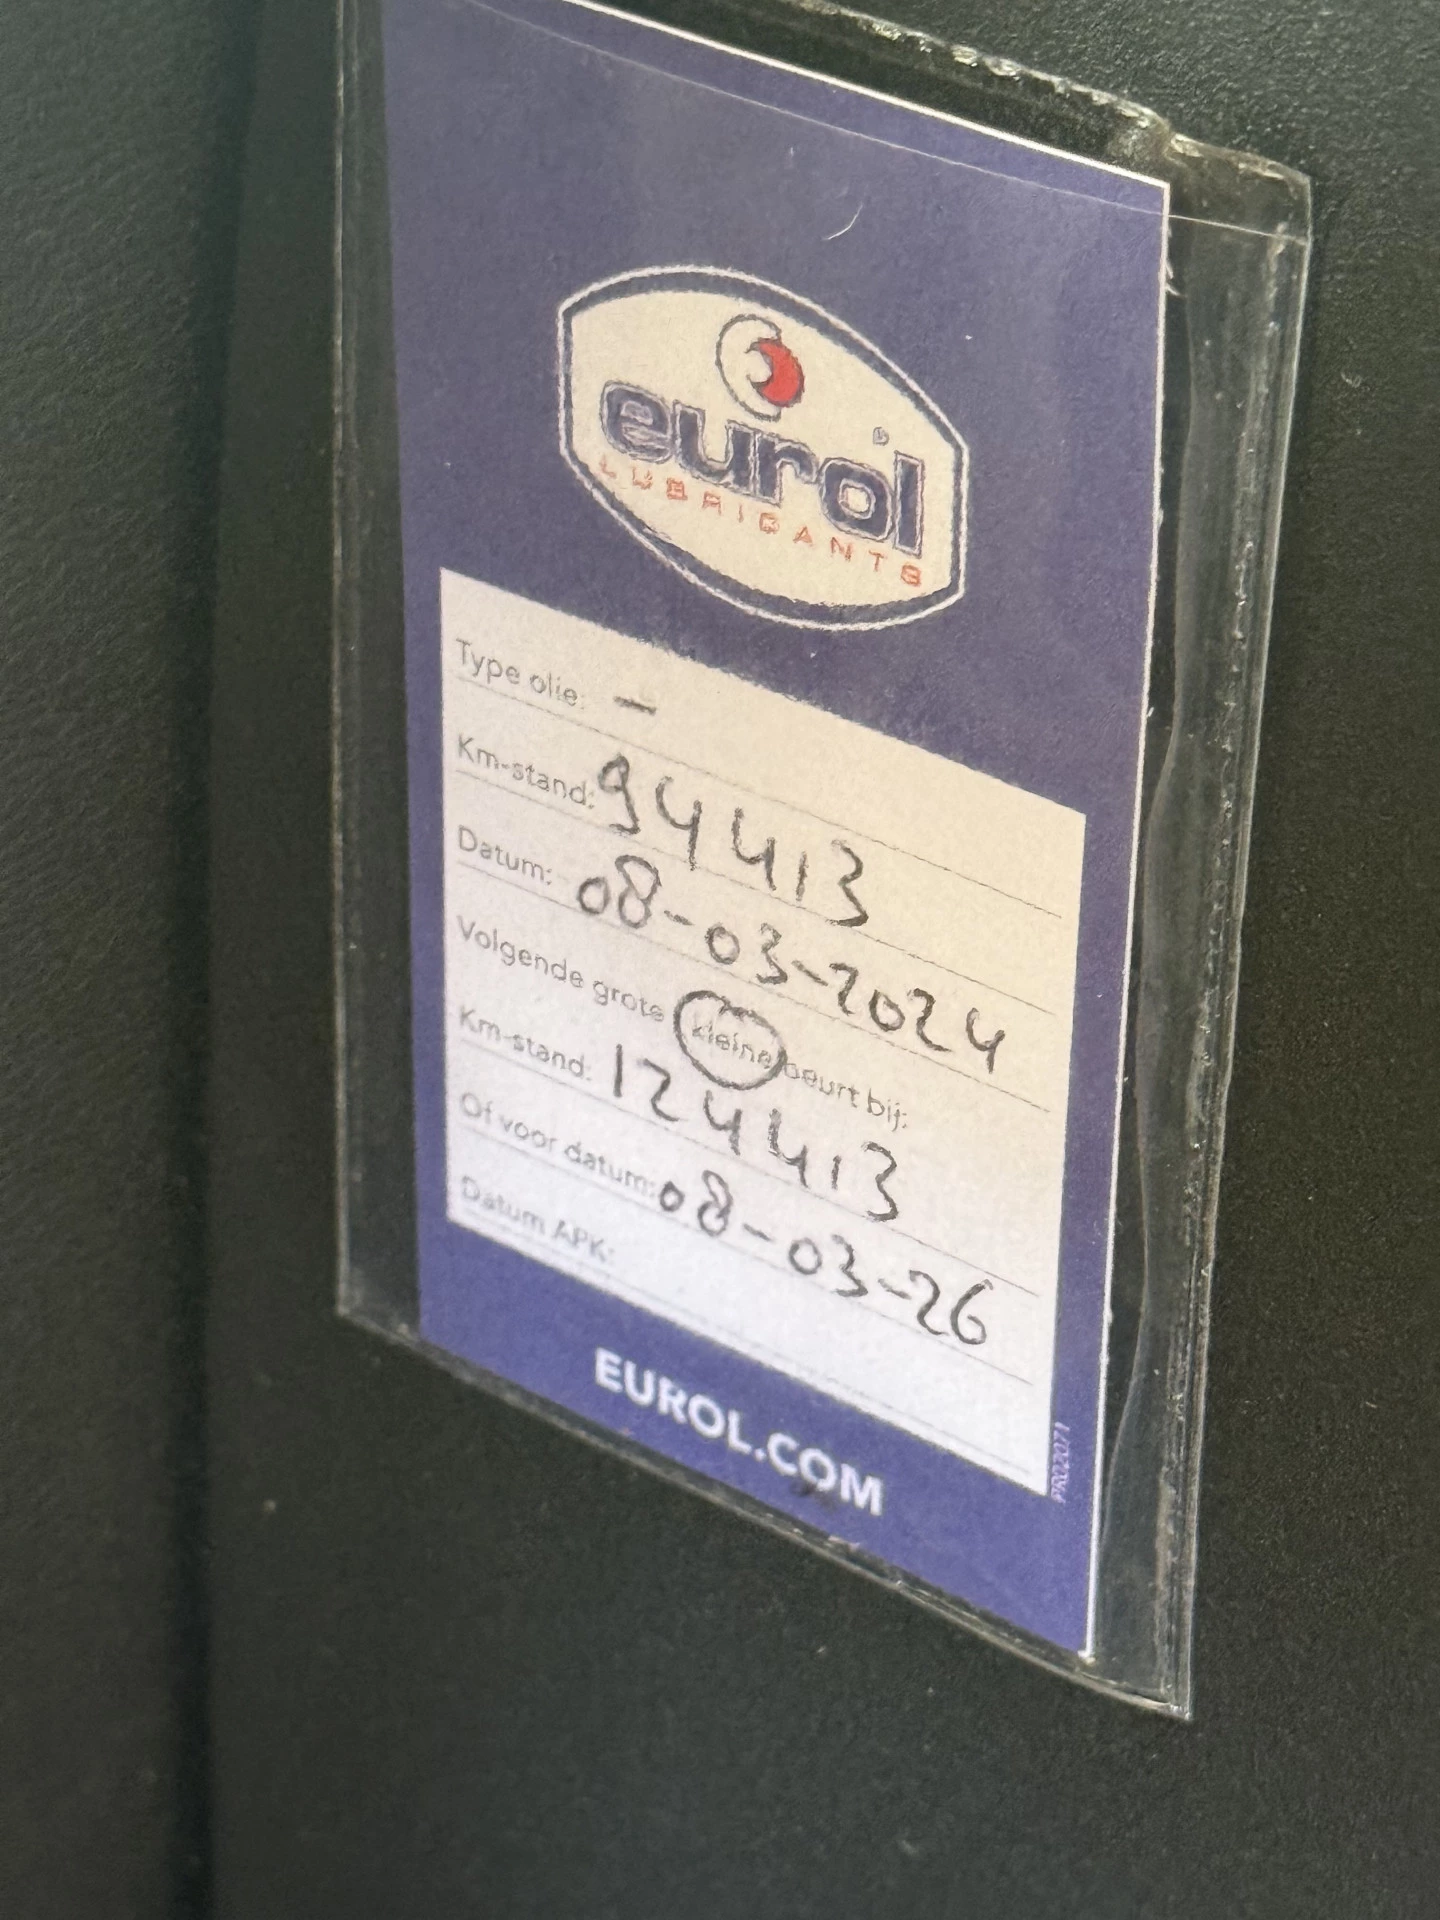 eurol®
LUBRICANTS
Type olie: -
Km-stand: 94413
Datum: 08-03-2024
Volgende grote kleine beurt bij:
Km-stand: 124413
Of voor datum: 08-03-26
Datum APK:
EUROL.COM
PR02071